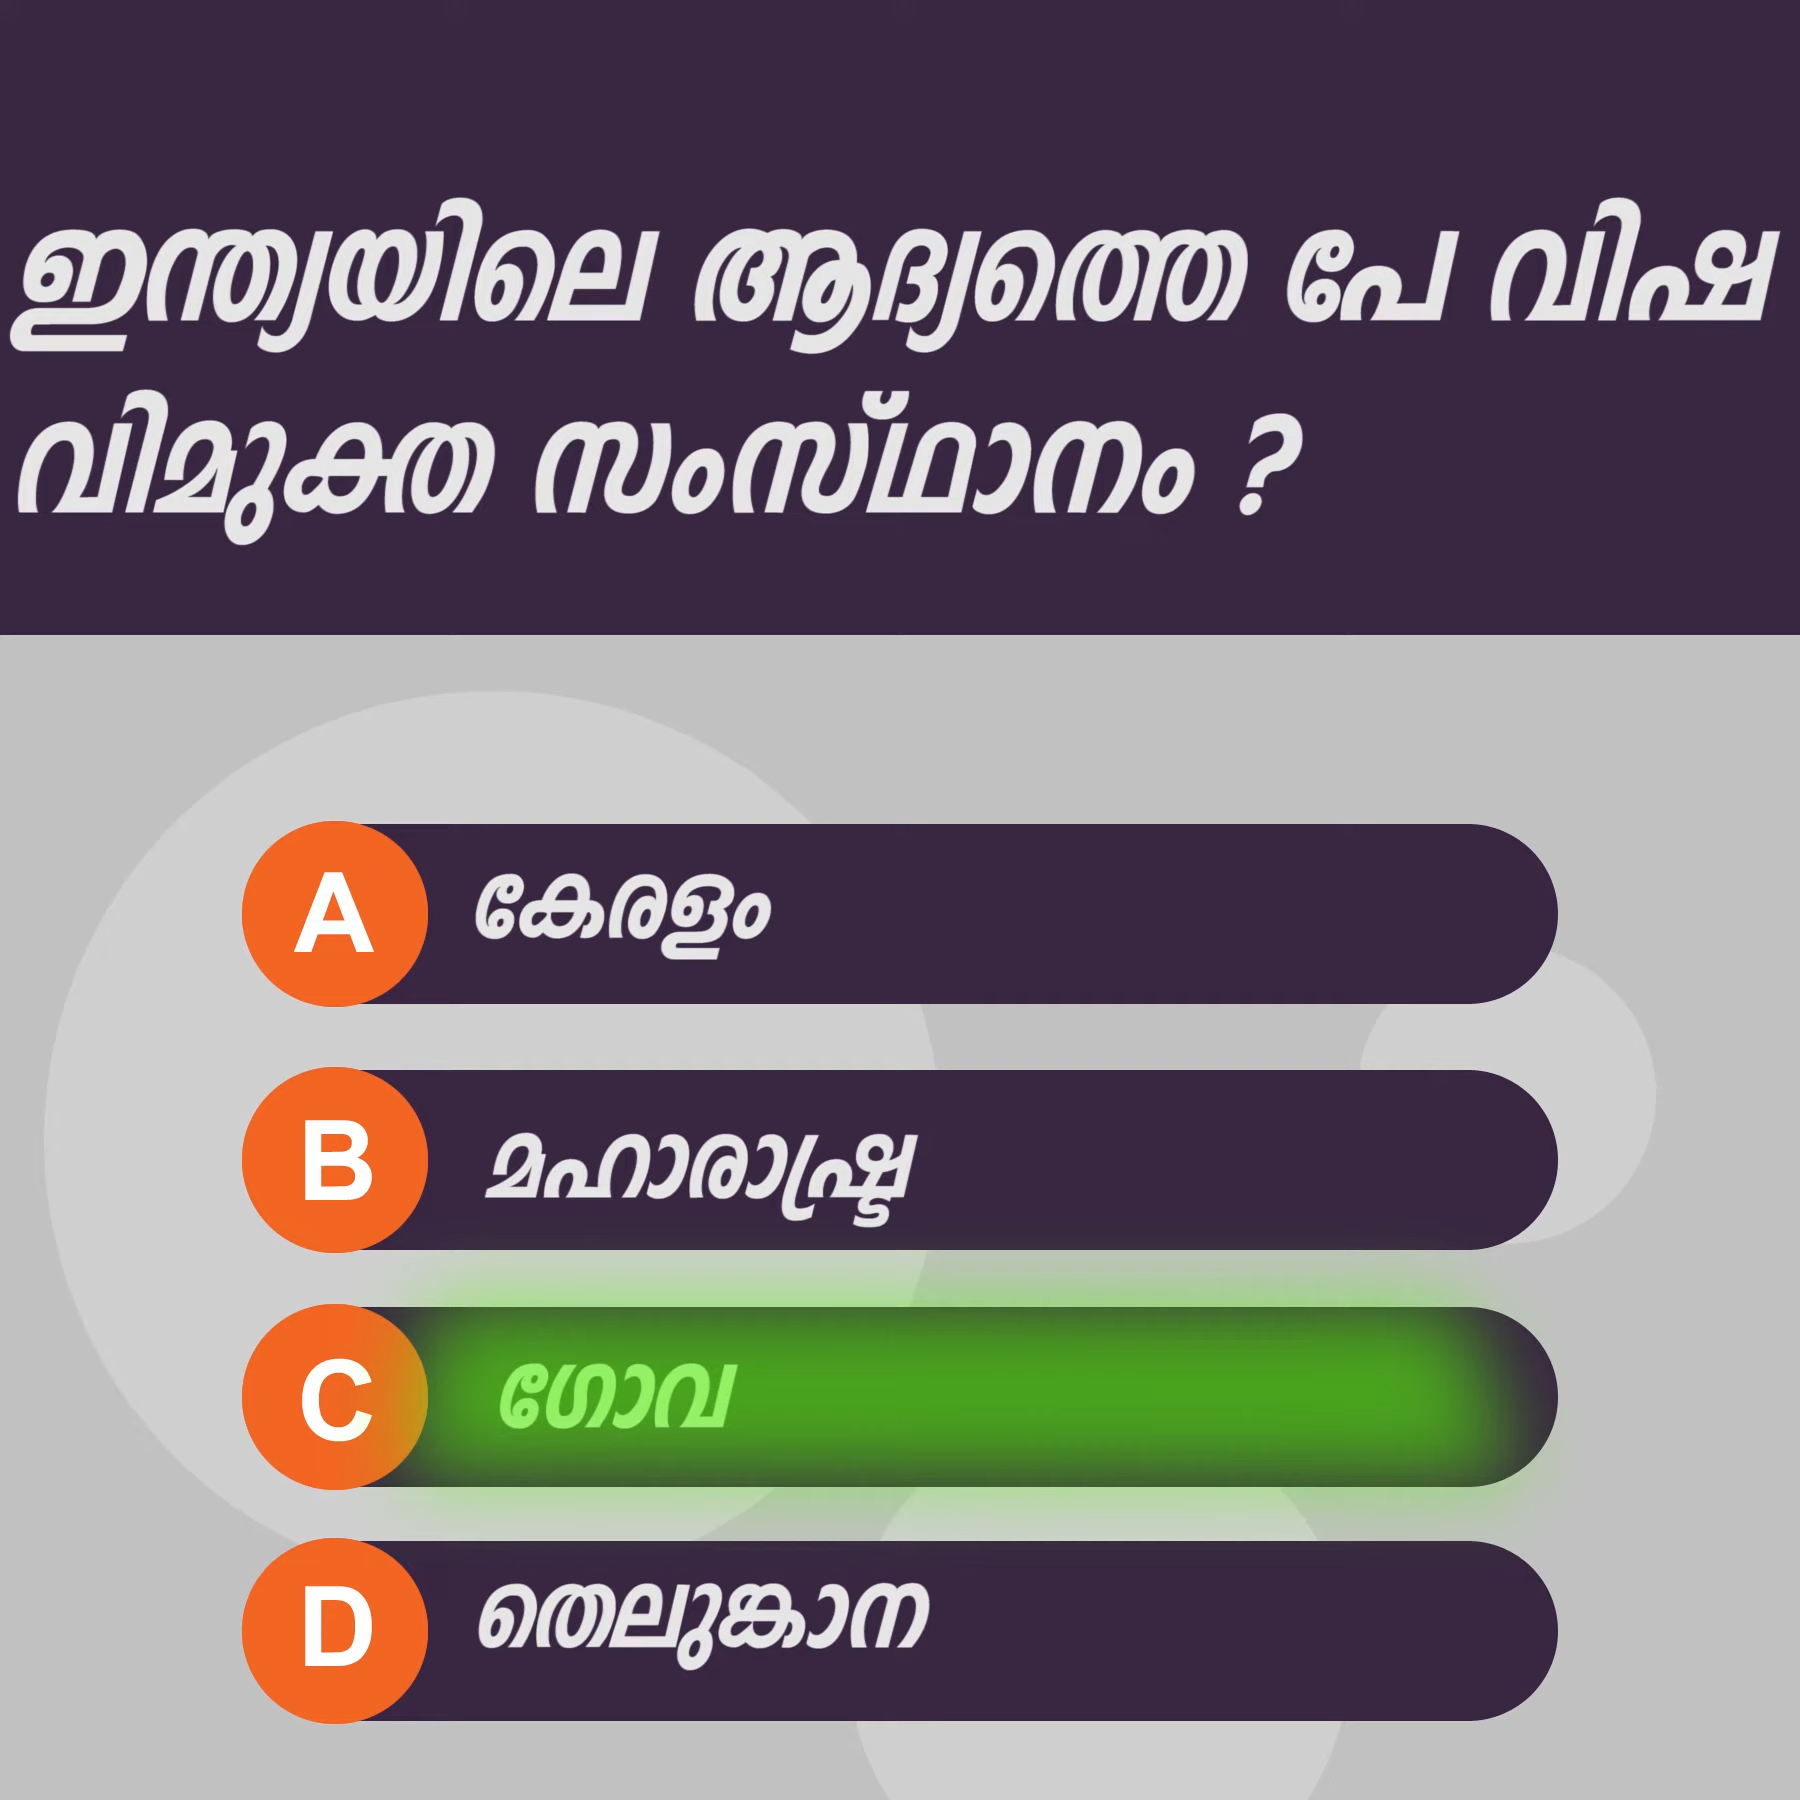 ഇന്ത്യയിലെ ആദ്യത്തെ പേ വിഷ
വിമുക്ത സംസ്ഥാനം ?
A കേരളം
B മഹാരാഷ്ട്ര
C ഗോവ
D തെലുങ്കാന